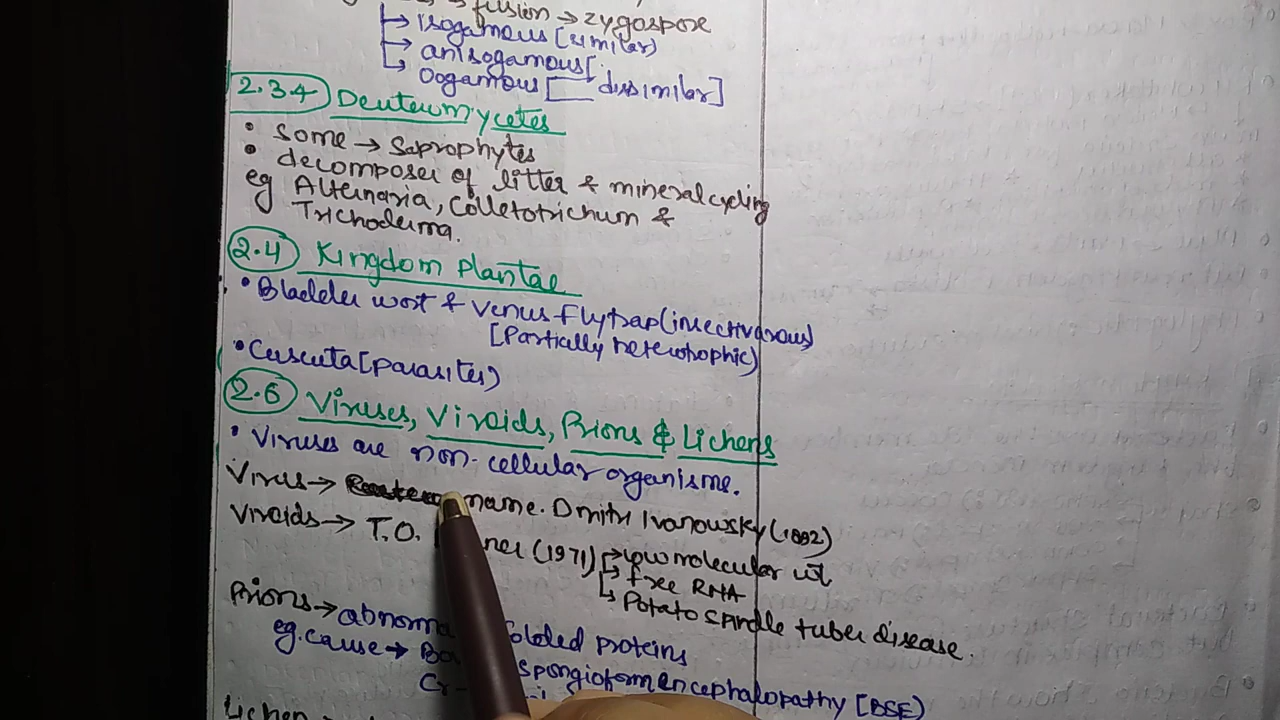 fusion → zygospore
→ isogamous [similar)
→ anisogamous [
→ Oogamous [ dissimilar]
2.3.4 Deuteromycetes
• some → Saprophytes
• decomposer of litter & mineral cycling
eg Alternaria, Colletotrichum &
Trichoderma.
2.4 Kingdom Plantae
• Bladder wort & Venus flytrap (insectivorous)
[Partially heterotrophic)
• Cuscuta [parasites)
2.6 Viruses, Viroids, Prions & Lichens
• Viruses are non-cellular organisms.
Virus → name. Dmitri Ivanowsky (1892)
Viroids → T.O. (1971) → low molecular wt
→ free RNA
→ Potato spindle tuber disease.
Prions → folded proteins
eg. cause → spongioform encephalopathy [BSE)
Cr-
Lichen